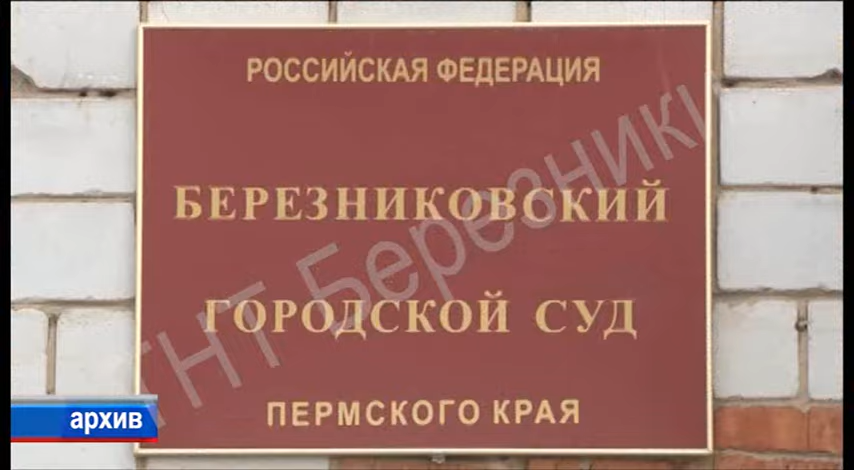 РОССИЙСКАЯ ФЕДЕРАЦИЯ
БЕРЕЗНИКОВСКИЙ
ГОРОДСКОЙ СУД
ПЕРМСКОГО КРАЯ
ТНТ Березники
архив